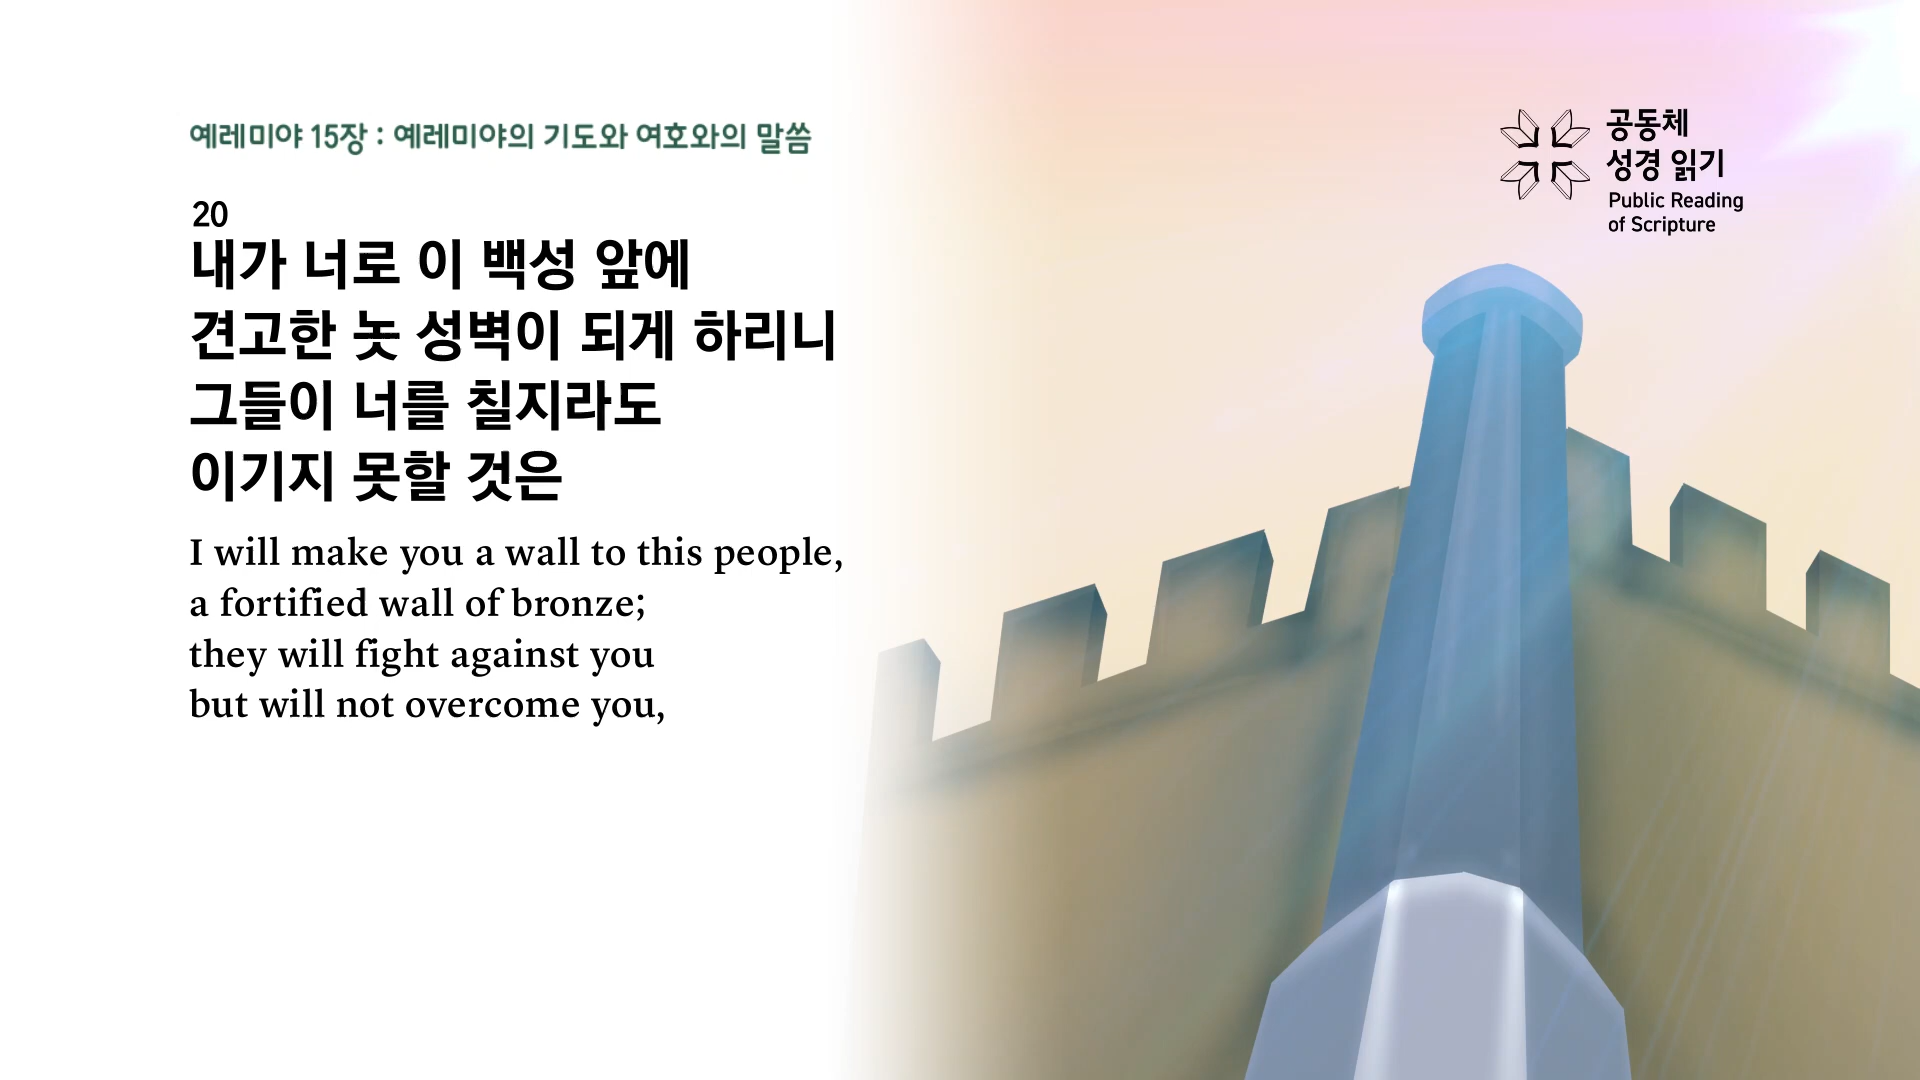 예레미야 15장 : 예레미야의 기도와 여호와의 말씀
20
내가 너로 이 백성 앞에
견고한 놋 성벽이 되게 하리니
그들이 너를 칠지라도
이기지 못할 것은
I will make you a wall to this people,
a fortified wall of bronze;
they will fight against you
but will not overcome you,
공동체
성경 읽기
Public Reading
of Scripture